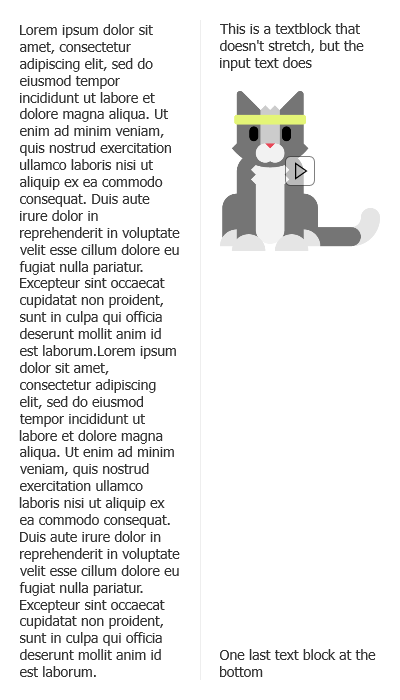 Lorem ipsum dolor sit
amet, consectetur
adipiscing elit, sed do
eiusmod tempor
incididunt ut labore et
dolore magna aliqua. Ut
enim ad minim veniam,
quis nostrud exercitation
ullamco laboris nisi ut
aliquip ex ea commodo
consequat. Duis aute
irure dolor in
reprehenderit in voluptate
velit esse cillum dolore eu
fugiat nulla pariatur.
Excepteur sint occaecat
cupidatat non proident,
sunt in culpa qui officia
deserunt mollit anim id
est laborum.Lorem ipsum
dolor sit amet,
consectetur adipiscing
elit, sed do eiusmod
tempor incididunt ut
labore et dolore magna
aliqua. Ut enim ad minim
veniam, quis nostrud
exercitation ullamco
laboris nisi ut aliquip ex
ea commodo consequat.
Duis aute irure dolor in
reprehenderit in voluptate
velit esse cillum dolore eu
fugiat nulla pariatur.
Excepteur sint occaecat
cupidatat non proident,
sunt in culpa qui officia
deserunt mollit anim id
est laborum.
This is a textblock that
doesn't stretch, but the
input text does
One last text block at the
bottom